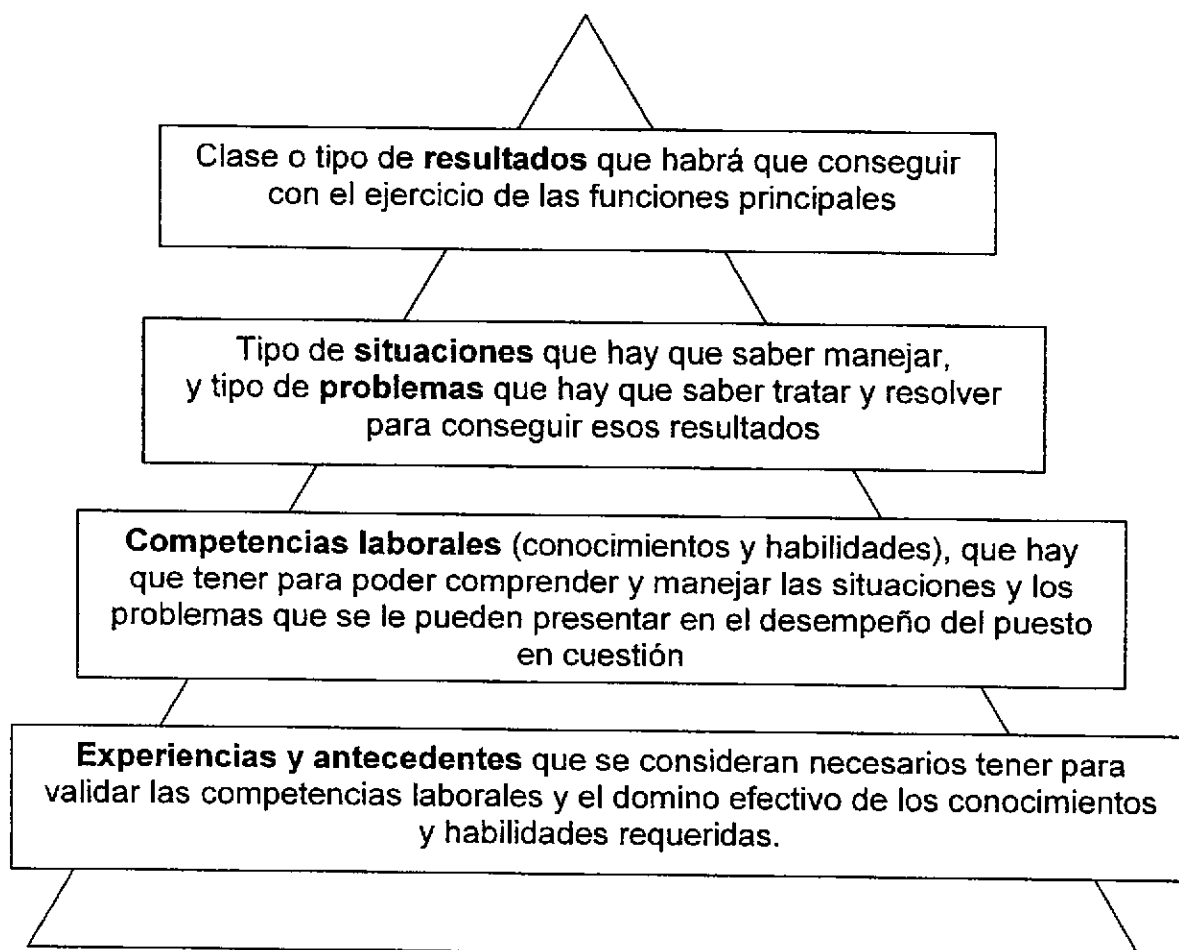 Clase o tipo de resultados que habrá que conseguir
con el ejercicio de las funciones principales
Tipo de situaciones que hay que saber manejar,
y tipo de problemas que hay que saber tratar y resolver
para conseguir esos resultados
Competencias laborales (conocimientos y habilidades), que hay
que tener para poder comprender y manejar las situaciones y los
problemas que se le pueden presentar en el desempeño del puesto
en cuestión
Experiencias y antecedentes que se consideran necesarios tener para
validar las competencias laborales y el domino efectivo de los conocimientos
y habilidades requeridas.